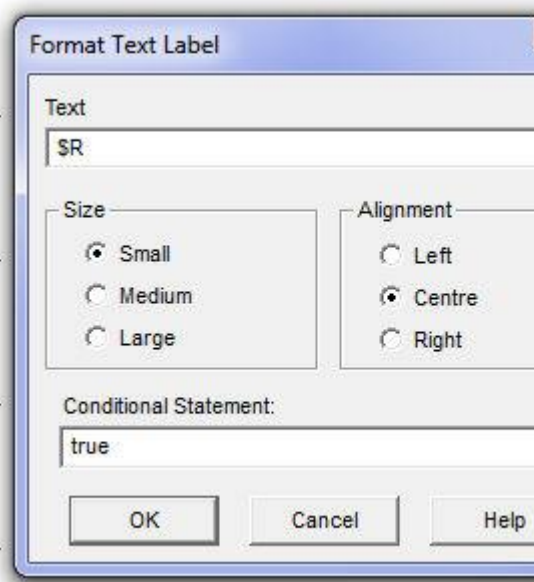 Format Text Label
Text
$R
Size
Small
Medium
Large
Alignment
Left
Centre
Right
Conditional Statement:
true
OK
Cancel
Help